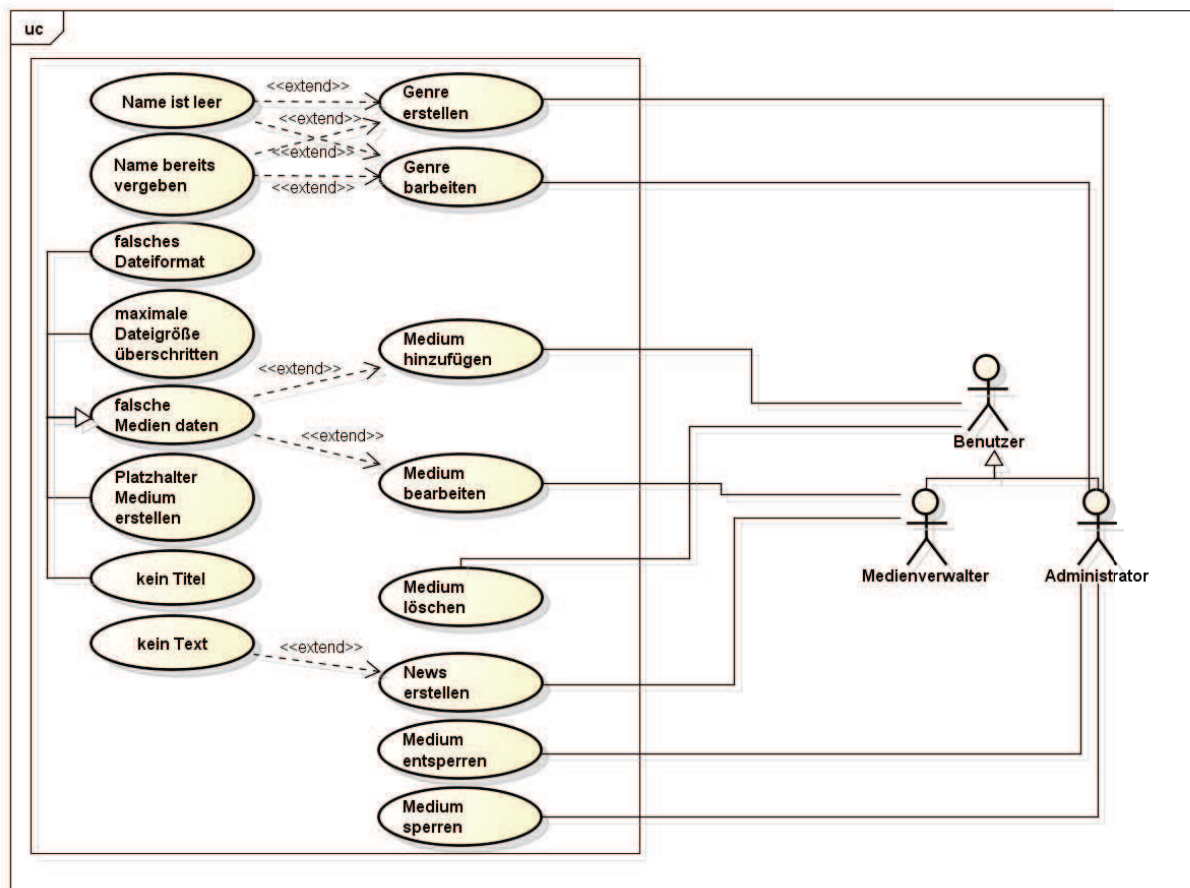 uc
Name ist leer
<<extend>>
Genre
erstellen
<<extend>>
Name bereits
vergeben
<<extend>>
<<extend>>
Genre
barbeiten
falsches
Dateiformat
maximale
Dateigröße
überschritten
Medium
hinzufügen
<<extend>>
falsche
Medien daten
<<extend>>
Benutzer
Platzhalter
Medium
erstellen
Medium
bearbeiten
Medienverwalter
Administrator
kein Titel
Medium
löschen
kein Text
<<extend>>
News
erstellen
Medium
entsperren
Medium
sperren